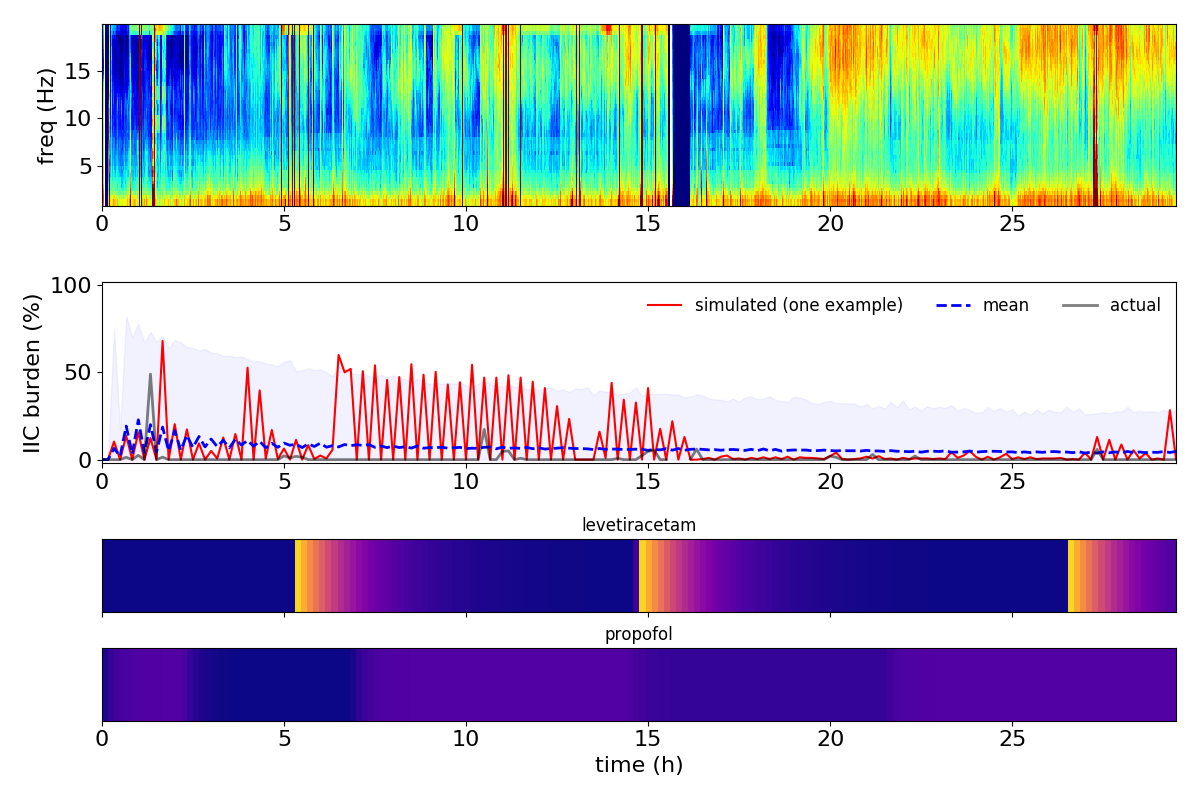 freq (Hz)
15
10
5
0 5 10 15 20 25
IIC burden (%)
100
50
0
simulated (one example) mean actual
0 5 10 15 20 25
levetiracetam
propofol
0 5 10 15 20 25
time (h)